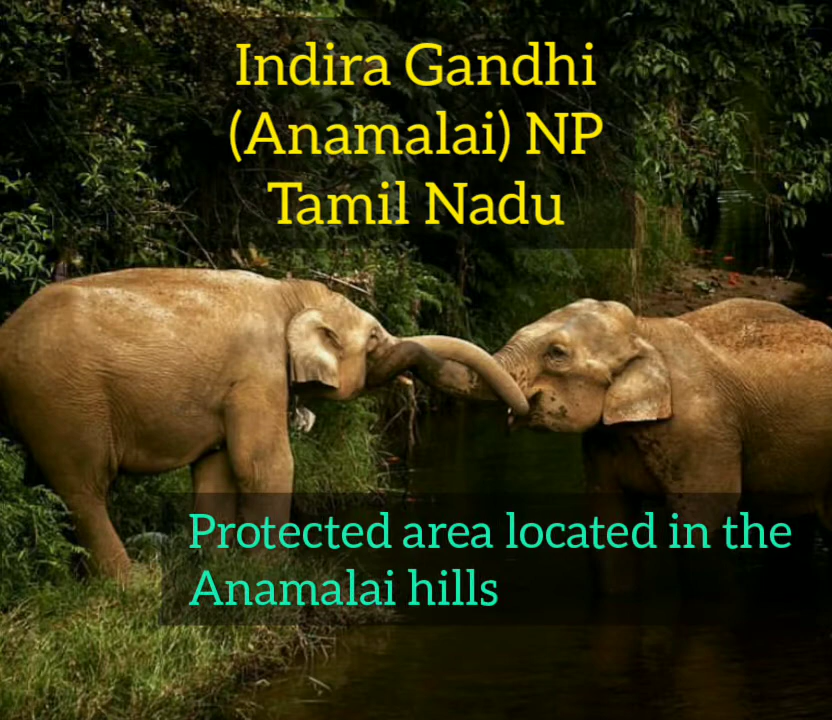 Indira Gandhi
(Anamalai) NP
Tamil Nadu
Protected area located in the
Anamalai hills